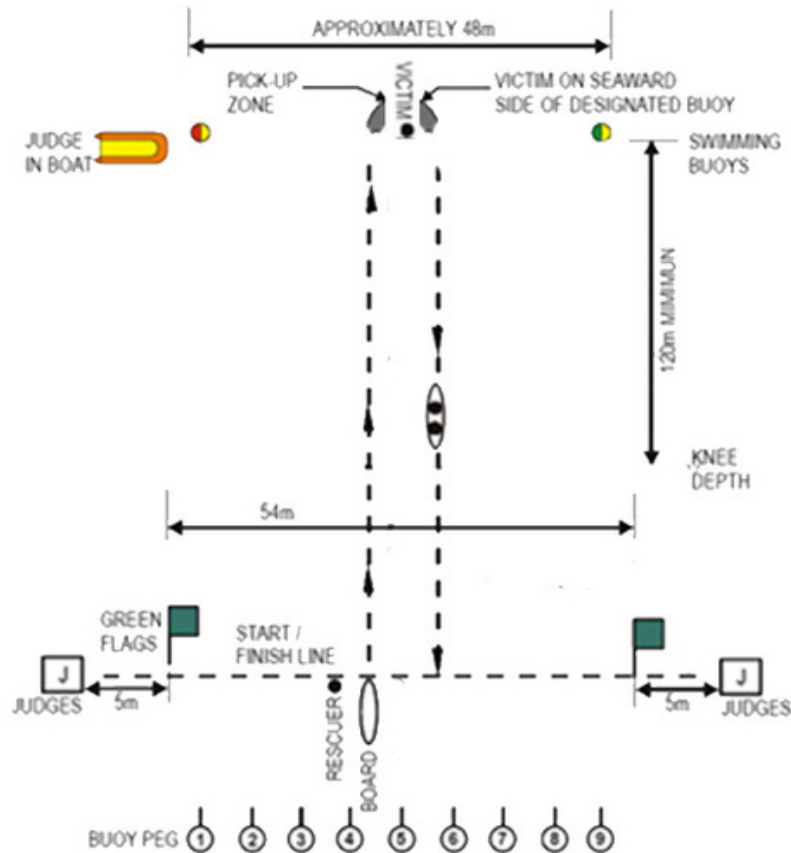 APPROXIMATELY 48m
PICK-UP
ZONE
VICTIM
VICTIM ON SEAWARD
SIDE OF DESIGNATED BUOY
JUDGE
IN BOAT
SWIMMING
BUOYS
120m MIMIMUN
KNEE
DEPTH
54m
GREEN
FLAGS
START /
FINISH LINE
J
J
JUDGES
5m
5m
JUDGES
RESCUER
BOARD
BUOY PEG 1 2 3 4 5 6 7 8 9